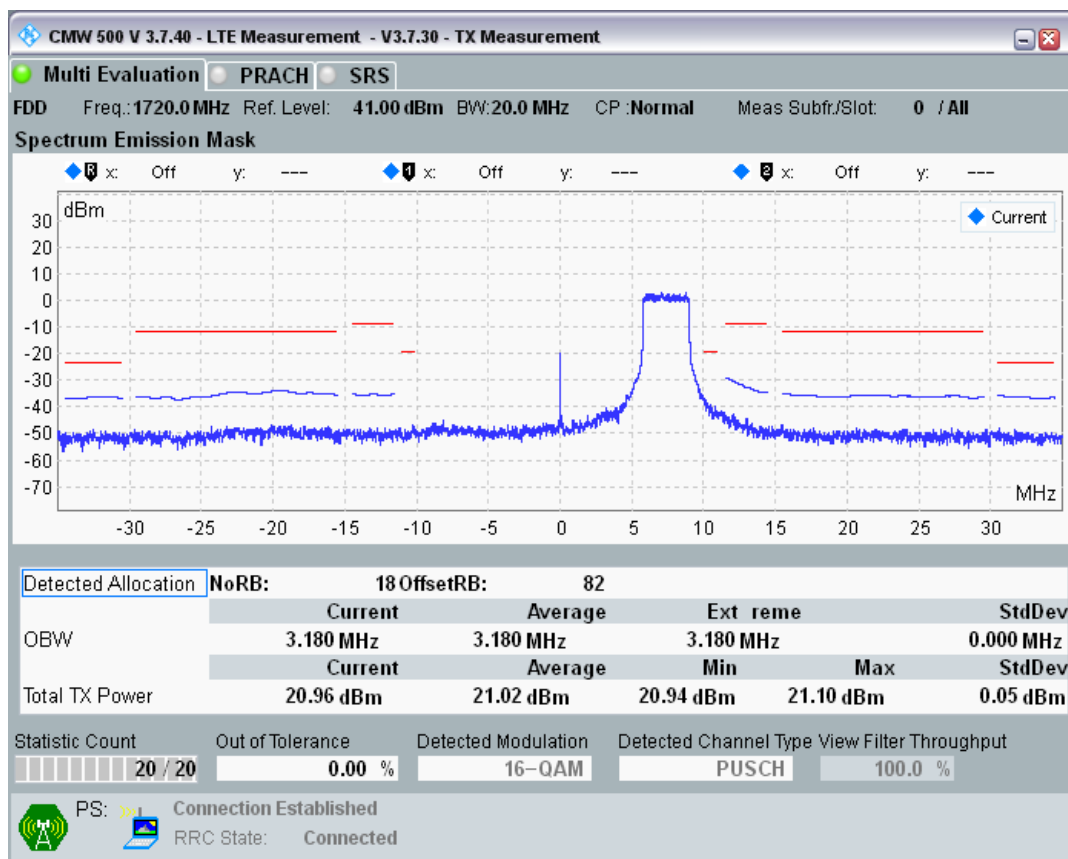 CMW 500 V 3.7.40 - LTE Measurement - V3.7.30 - TX Measurement
Multi Evaluation PRACH SRS
FDD Freq.: 1720.0 MHz Ref. Level: 41.00 dBm BW: 20.0 MHz CP : Normal Meas Subfr./Slot: 0 / All
Spectrum Emission Mask
R x: Off y: --- 1 x: Off y: --- 2 x: Off y: ---
dBm
Current
30
20
10
0
-10
-20
-30
-40
-50
-60
-70
MHz
-30 -25 -20 -15 -10 -5 0 5 10 15 20 25 30
Detected Allocation NoRB: 18 OffsetRB: 82
Current Average Ext reme StdDev
OBW 3.180 MHz 3.180 MHz 3.180 MHz 0.000 MHz
Current Average Min Max StdDev
Total TX Power 20.96 dBm 21.02 dBm 20.94 dBm 21.10 dBm 0.05 dBm
Statistic Count Out of Tolerance Detected Modulation Detected Channel Type View Filter Throughput
20 / 20 0.00 % 16-QAM PUSCH 100.0 %
PS: Connection Established
RRC State: Connected